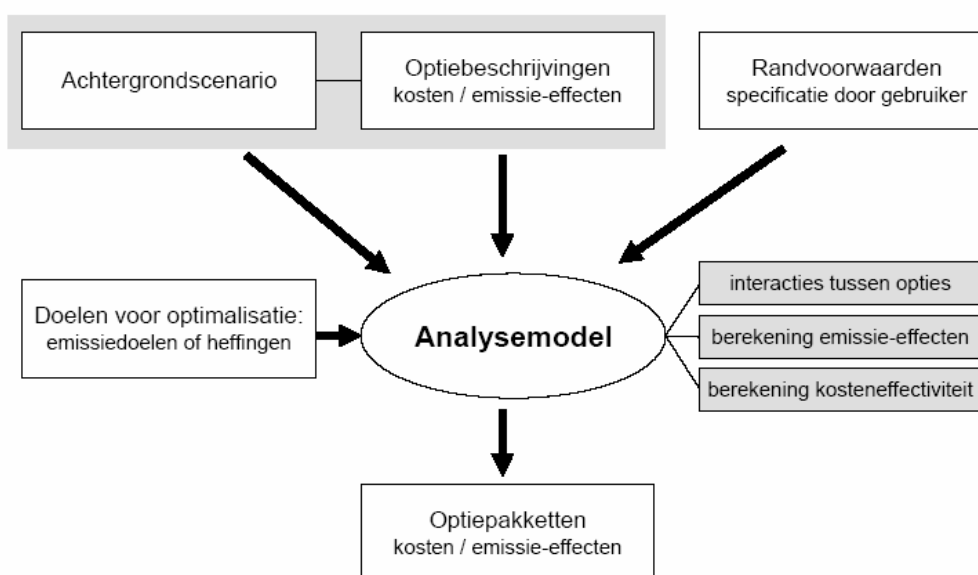 Achtergrondscenario
Optiebeschrijvingen
kosten / emissie-effecten
Randvoorwaarden
specificatie door gebruiker
Doelen voor optimalisatie:
emissiedoelen of heffingen
Analysemodel
interacties tussen opties
berekening emissie-effecten
berekening kosteneffectiviteit
Optiepakketten
kosten / emissie-effecten